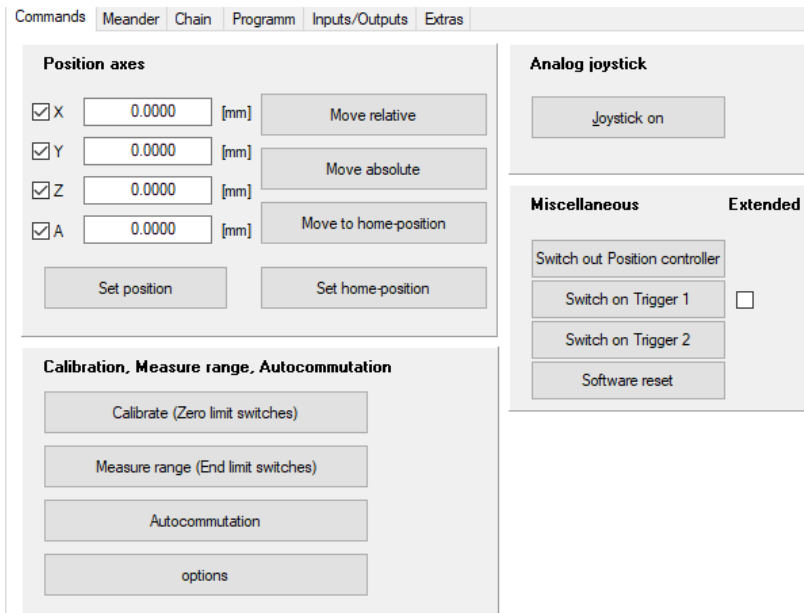 Commands Meander Chain Programm Inputs/Outputs Extras
Position axes
X 0.0000 [mm] Move relative
Y 0.0000 [mm] Move absolute
Z 0.0000 [mm]
A 0.0000 [mm] Move to home-position
Set position Set home-position
Calibration, Measure range, Autocommutation
Calibrate (Zero limit switches)
Measure range (End limit switches)
Autocommutation
options
Analog joystick
Joystick on
Miscellaneous Extended
Switch out Position controller
Switch on Trigger 1
Switch on Trigger 2
Software reset